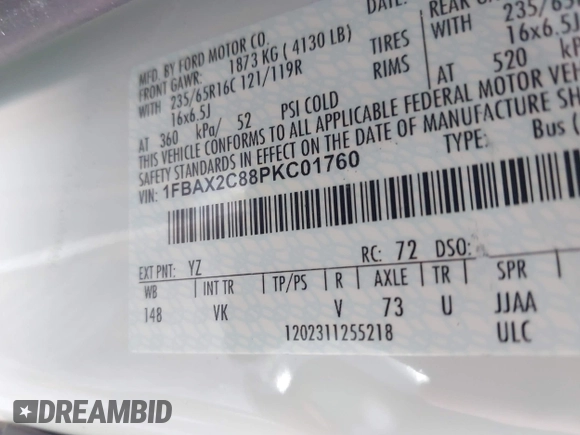 DATE:
MFD. BY FORD MOTOR CO. REAR GA
FRONT GAWR: 1873 KG ( 4130 LB) 235/65
WITH 235/65R16C 121/119R TIRES 16x6.5J
16x6.5J RIMS AT 520 kP
AT 360 kPa/ 52 PSI COLD
THIS VEHICLE CONFORMS TO ALL APPLICABLE FEDERAL MOTOR VEH
SAFETY STANDARDS IN EFFECT ON THE DATE OF MANUFACTURE SH
VIN: 1FBAX2C88PKC01760 TYPE: Bus (
EXT PNT: YZ RC: 72 DSO:
WB INT TR TP/PS R AXLE TR SPR
148 VK V 73 U JJAA
1202311255218 ULC
DREAMBID